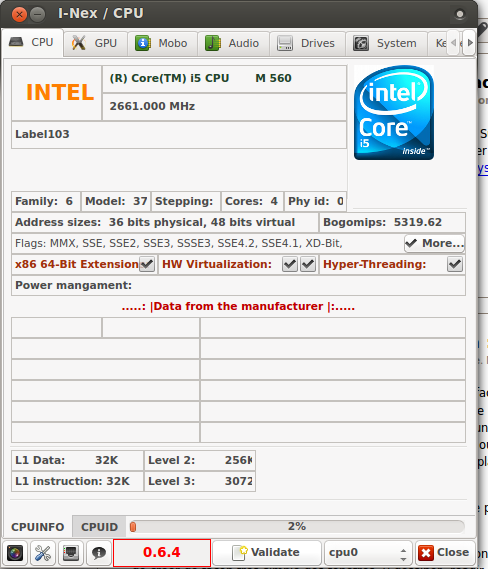 I-Nex / CPU
CPU GPU Mobo Audio Drives System Ke
INTEL
(R) Core(TM) i5 CPU M 560
2661.000 MHz
Label103
intel
Core
i5
inside™
Family: 6 Model: 37 Stepping: Cores: 4 Phy id: 0
Address sizes: 36 bits physical, 48 bits virtual Bogomips: 5319.62
Flags: MMX, SSE, SSE2, SSE3, SSSE3, SSE4.2, SSE4.1, XD-Bit, More...
x86 64-Bit Extension HW Virtualization: Hyper-Threading:
Power mangament:
.....: |Data from the manufacturer |:.....
L1 Data: 32K Level 2: 256K
L1 instruction: 32K Level 3: 3072
CPUINFO CPUID 2%
0.6.4 Validate cpu0 Close